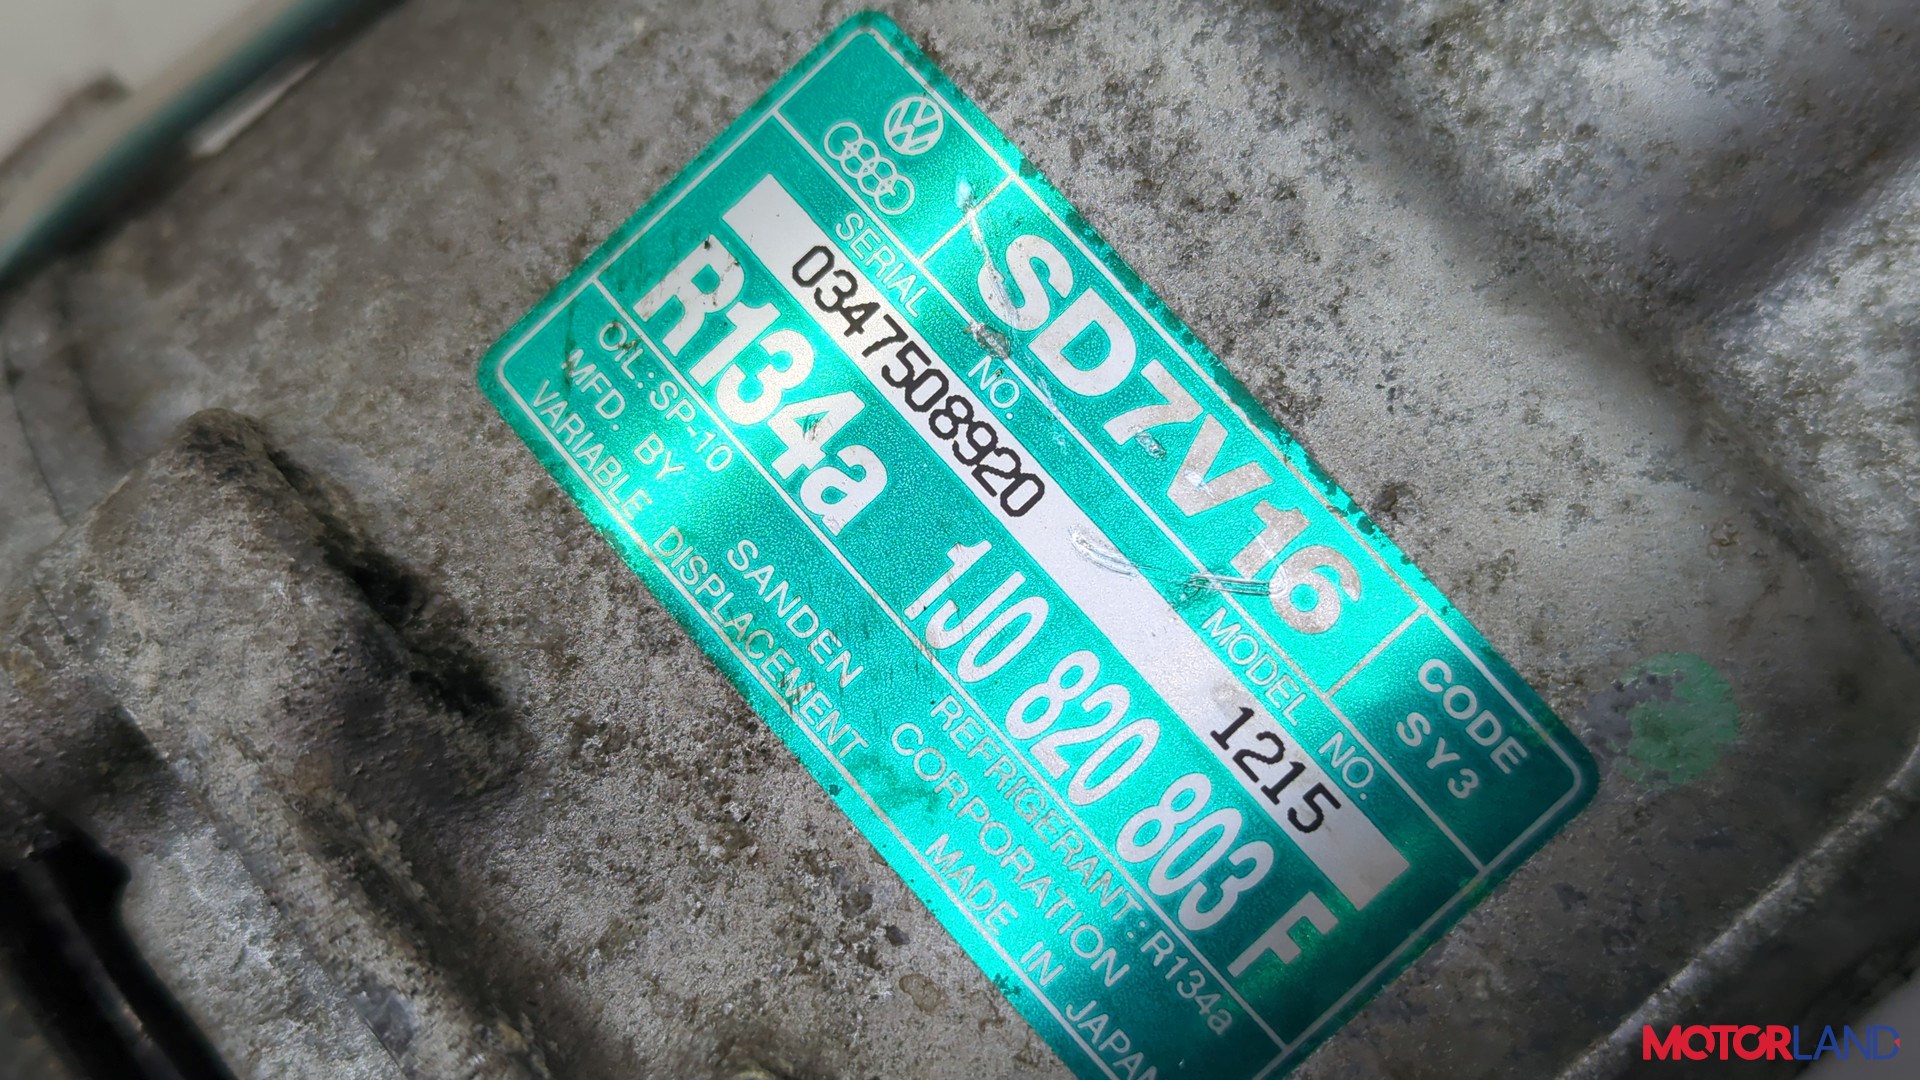 SD7V16
CODE
SY3
SERIAL NO.
MODEL NO.
0347508920
1215
R134a
1J0 820 803 F
OIL: SP-10
REFRIGERANT: R134a
MFD. BY SANDEN CORPORATION
VARIABLE DISPLACEMENT
MADE IN JAPAN
MOTORLAND